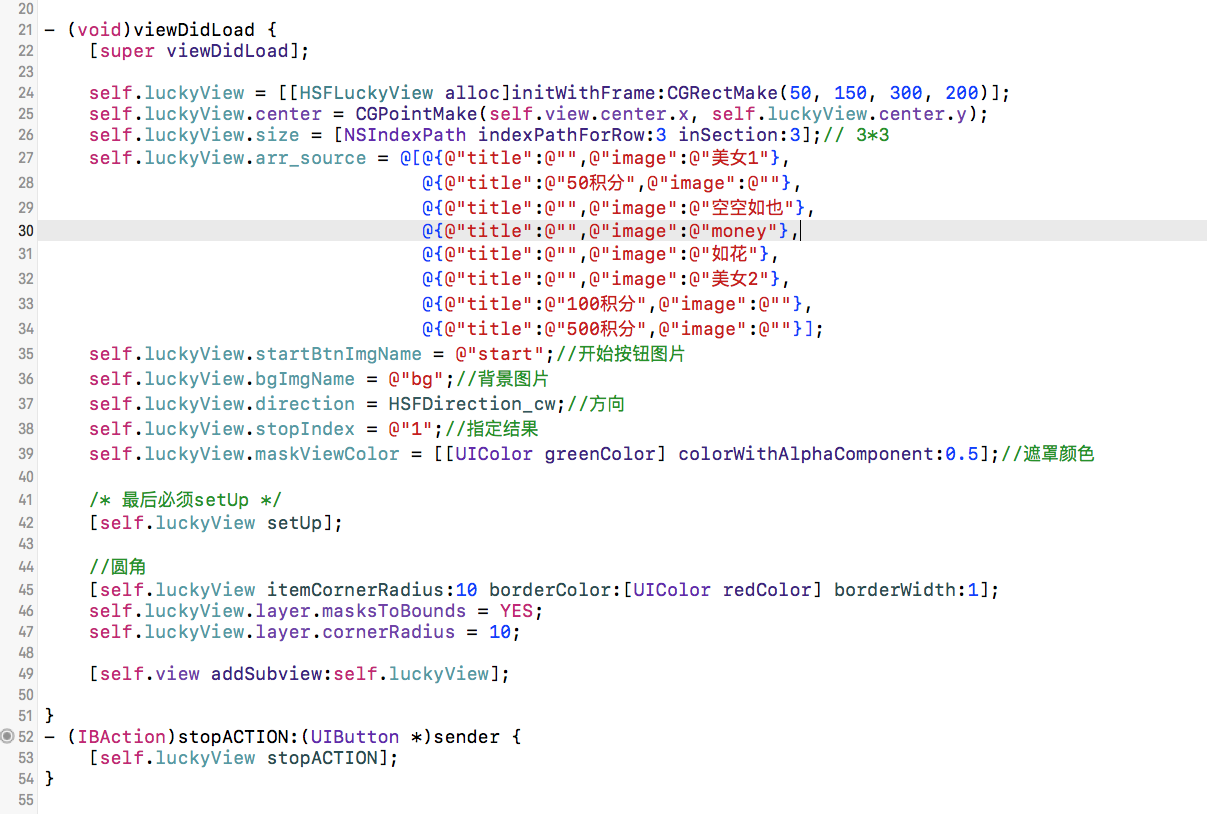 20
21 - (void)viewDidLoad {
22 [super viewDidLoad];
23
24 self.luckyView = [[HSFLuckyView alloc]initWithFrame:CGRectMake(50, 150, 300, 200)];
25 self.luckyView.center = CGPointMake(self.view.center.x, self.luckyView.center.y);
26 self.luckyView.size = [NSIndexPath indexPathForRow:3 inSection:3];// 3*3
27 self.luckyView.arr_source = @[@{@"title":@"",@"image":@"美女1"},
28 @{@"title":@"50积分",@"image":@""},
29 @{@"title":@"",@"image":@"空空如也"},
30 @{@"title":@"",@"image":@"money"},
31 @{@"title":@"",@"image":@"如花"},
32 @{@"title":@"",@"image":@"美女2"},
33 @{@"title":@"100积分",@"image":@""},
34 @{@"title":@"500积分",@"image":@""}];
35 self.luckyView.startBtnImgName = @"start";//开始按钮图片
36 self.luckyView.bgImgName = @"bg";//背景图片
37 self.luckyView.direction = HSFDirection_cw;//方向
38 self.luckyView.stopIndex = @"1";//指定结果
39 self.luckyView.maskViewColor = [[UIColor greenColor] colorWithAlphaComponent:0.5];//遮罩颜色
40
41 /* 最后必须setUp */
42 [self.luckyView setUp];
43
44 //圆角
45 [self.luckyView itemCornerRadius:10 borderColor:[UIColor redColor] borderWidth:1];
46 self.luckyView.layer.masksToBounds = YES;
47 self.luckyView.layer.cornerRadius = 10;
48
49 [self.view addSubview:self.luckyView];
50
51 }
52 - (IBAction)stopACTION:(UIButton *)sender {
53 [self.luckyView stopACTION];
54 }
55